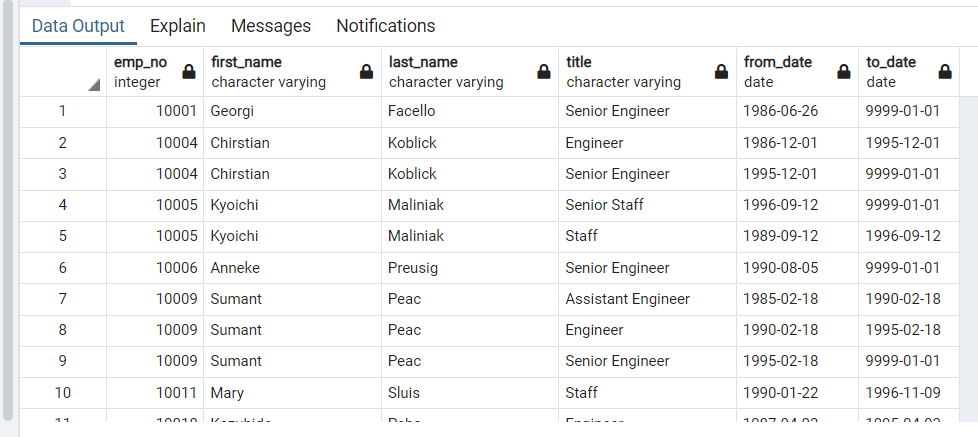 Data Output Explain Messages Notifications
emp_no first_name last_name title from_date to_date
integer character varying character varying character varying date date
1 10001 Georgi Facello Senior Engineer 1986-06-26 9999-01-01
2 10004 Chirstian Koblick Engineer 1986-12-01 1995-12-01
3 10004 Chirstian Koblick Senior Engineer 1995-12-01 9999-01-01
4 10005 Kyoichi Maliniak Senior Staff 1996-09-12 9999-01-01
5 10005 Kyoichi Maliniak Staff 1989-09-12 1996-09-12
6 10006 Anneke Preusig Senior Engineer 1990-08-05 9999-01-01
7 10009 Sumant Peac Assistant Engineer 1985-02-18 1990-02-18
8 10009 Sumant Peac Engineer 1990-02-18 1995-02-18
9 10009 Sumant Peac Senior Engineer 1995-02-18 9999-01-01
10 10011 Mary Sluis Staff 1990-01-22 1996-11-09